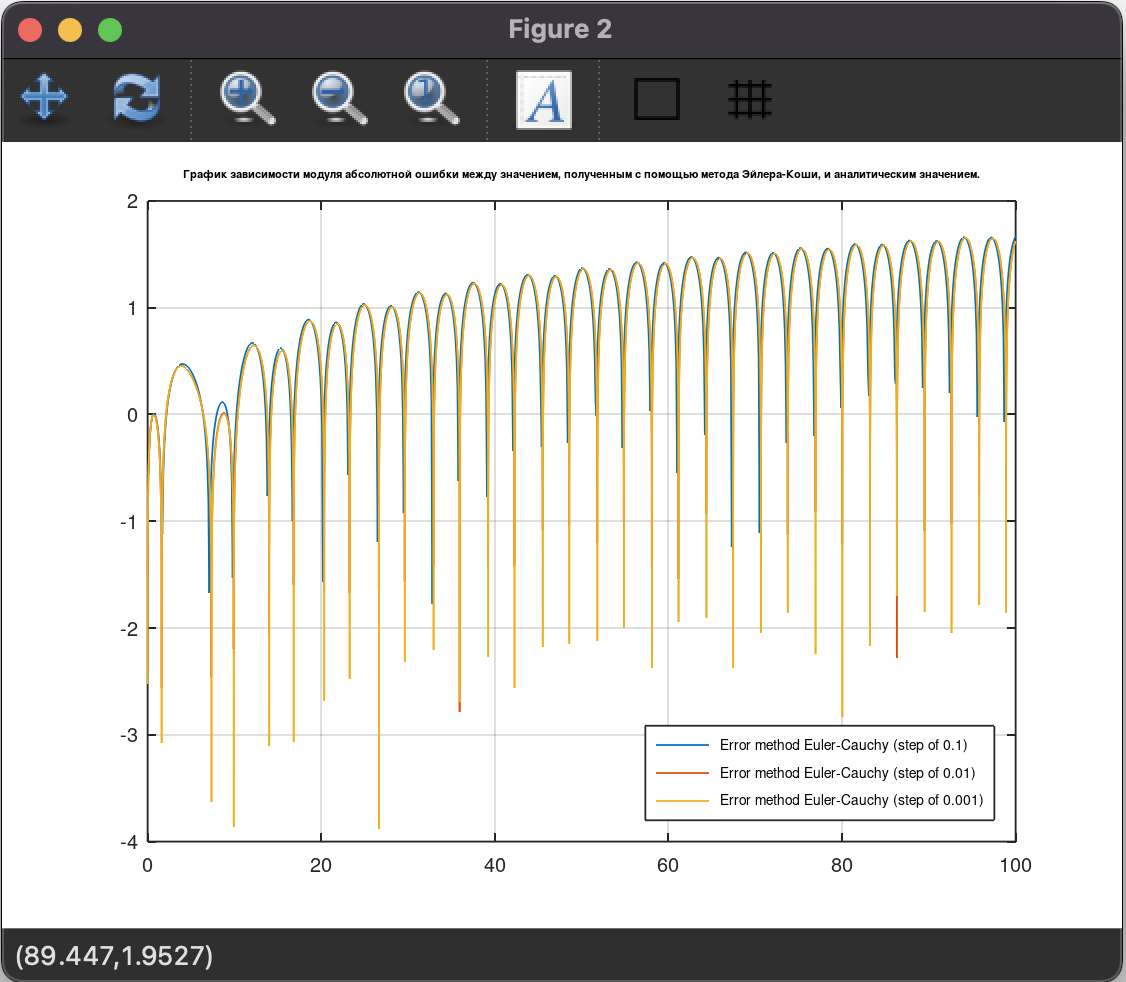 Figure 2
A
График зависимости модуля абсолютной ошибки между значением, полученным с помощью метода Эйлера-Коши, и аналитическим значением.
2
1
0
-1
-2
-3
-4
0 20 40 60 80 100
Error method Euler-Cauchy (step of 0.1)
Error method Euler-Cauchy (step of 0.01)
Error method Euler-Cauchy (step of 0.001)
(89.447,1.9527)